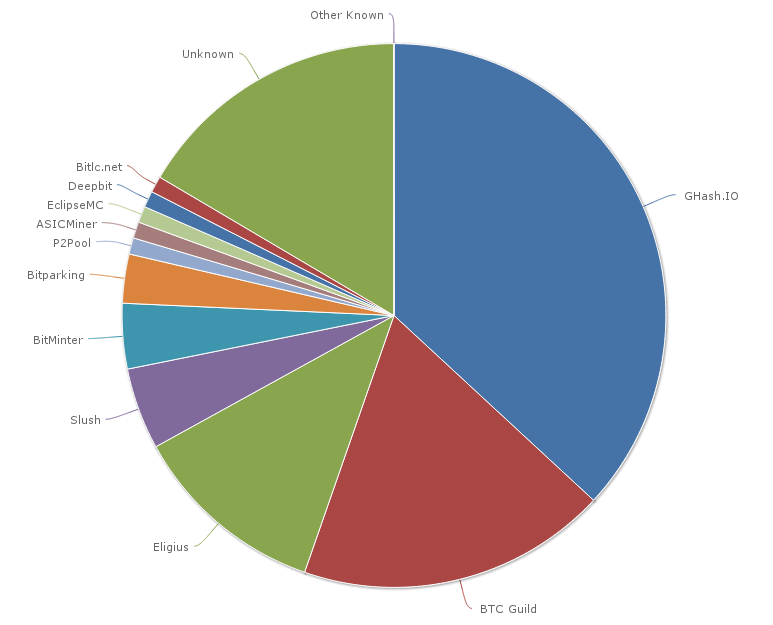 Other Known
Unknown
Bitlc.net
Deepbit
EclipseMC
ASICMiner
P2Pool
Bitparking
BitMinter
Slush
Eligius
BTC Guild
GHash.IO